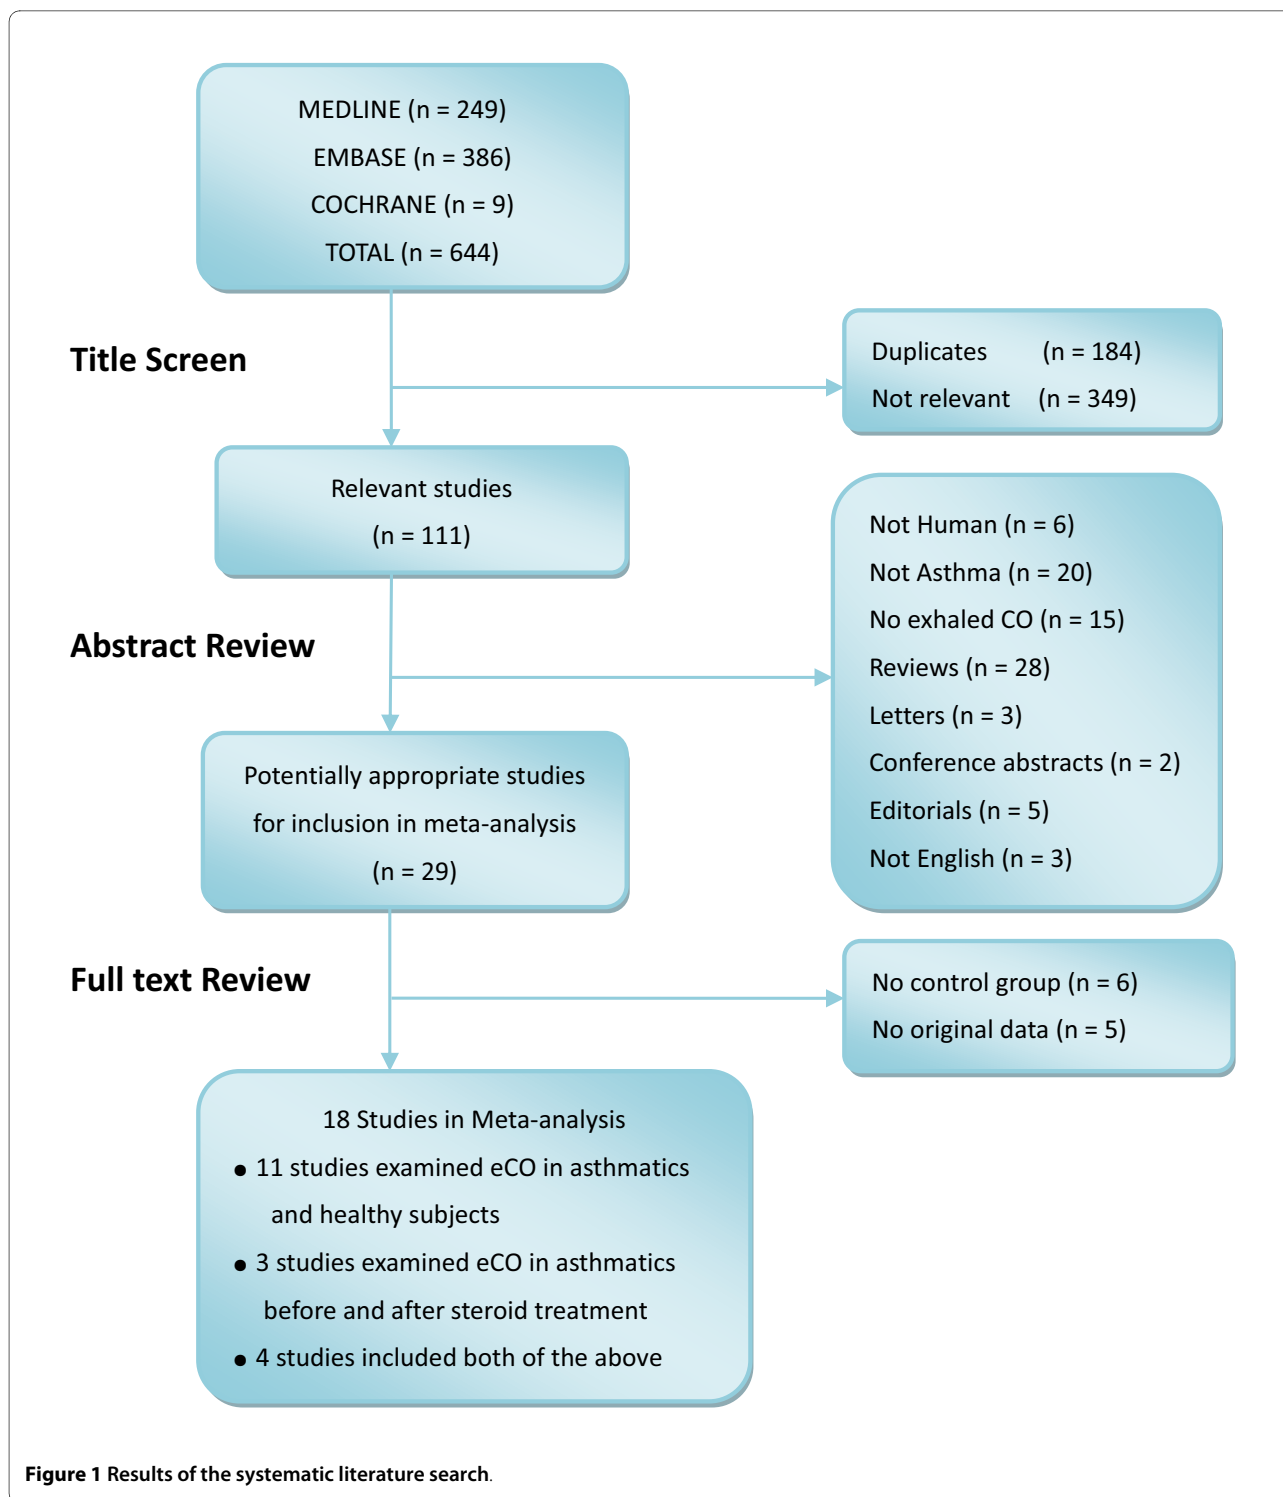 MEDLINE (n = 249)
EMBASE (n = 386)
COCHRANE (n = 9)
TOTAL (n = 644)
Title Screen
Duplicates (n = 184)
Not relevant (n = 349)
Relevant studies
(n = 111)
Abstract Review
Not Human (n = 6)
Not Asthma (n = 20)
No exhaled CO (n = 15)
Reviews (n = 28)
Letters (n = 3)
Conference abstracts (n = 2)
Editorials (n = 5)
Not English (n = 3)
Potentially appropriate studies
for inclusion in meta-analysis
(n = 29)
Full text Review
No control group (n = 6)
No original data (n = 5)
18 Studies in Meta-analysis
• 11 studies examined eCO in asthmatics
and healthy subjects
• 3 studies examined eCO in asthmatics
before and after steroid treatment
• 4 studies included both of the above
Figure 1 Results of the systematic literature search.